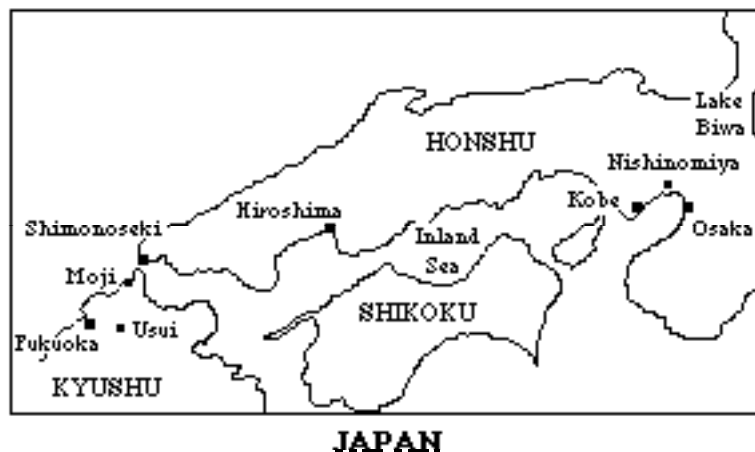 Lake
Biwa
HONSHU
Nishinomiya
Kobe
Osaka
Hiroshima
Shimonoseki
Inland
Sea
Moji
SHIKOKU
Fukuoka
Usui
KYUSHU
JAPAN